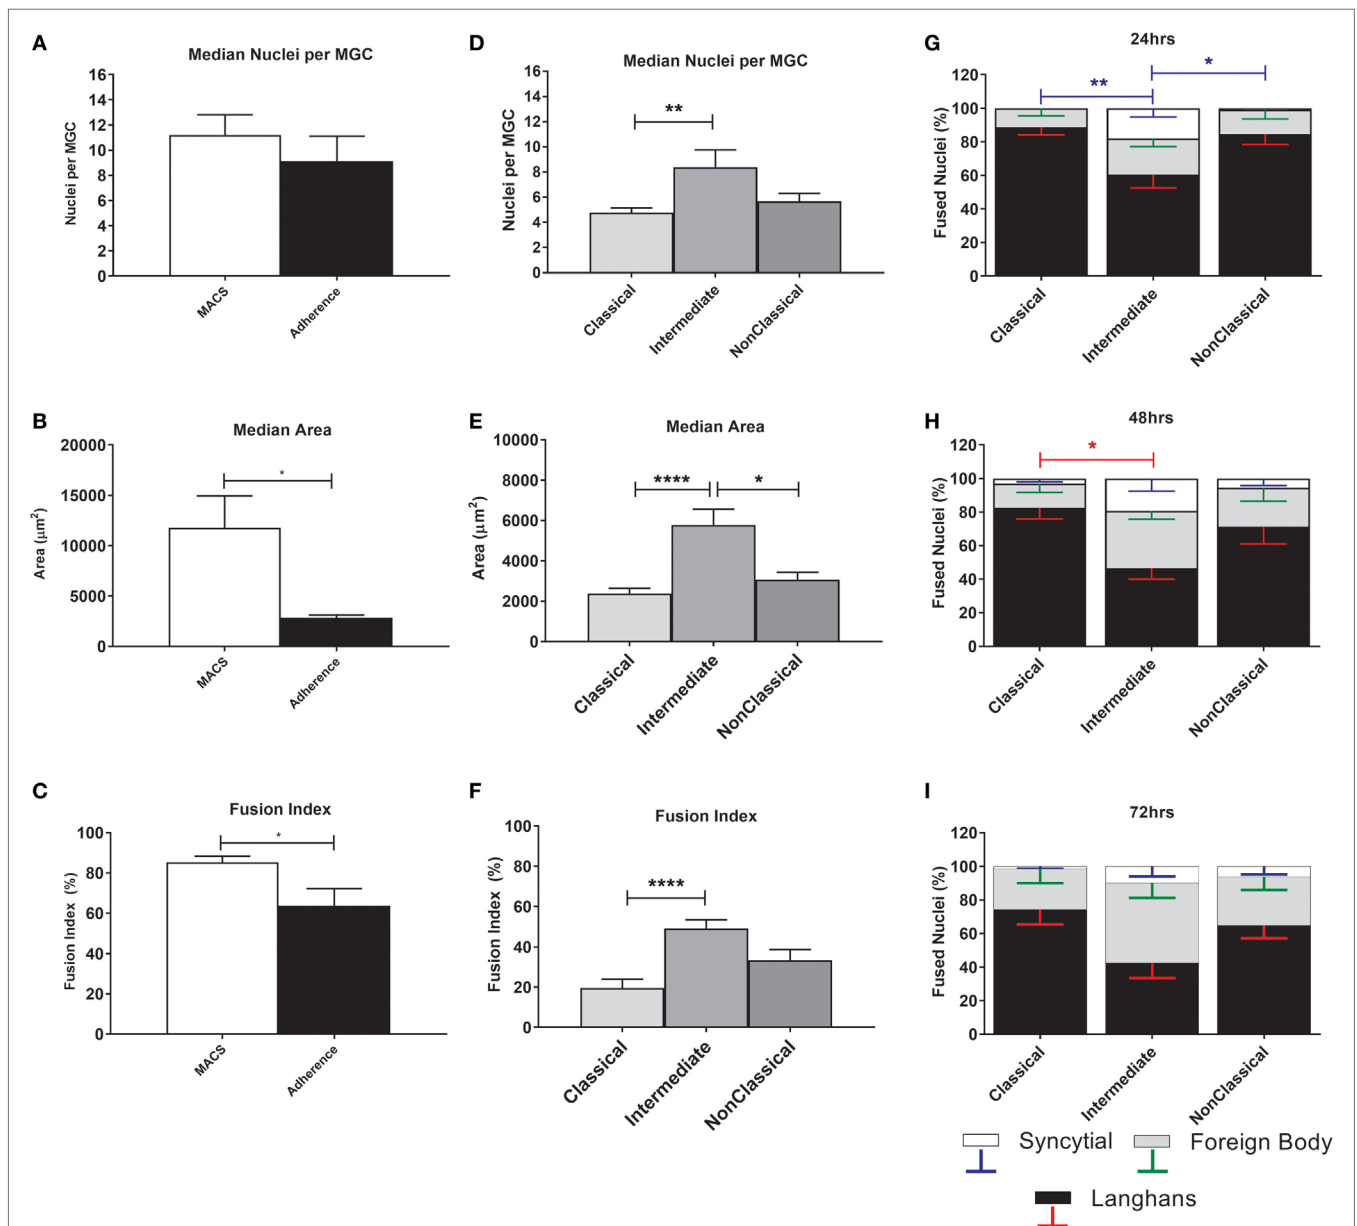 A
Median Nuclei per MGC
Nuclei per MGC
16
14
12
10
8
6
4
2
0
MACS
Adherence
D
Median Nuclei per MGC
Nuclei per MGC
16
14
12
10
8
6
4
2
0
**
Classical
Intermediate
NonClassical
G
24hrs
Fused Nuclei (%)
120
100
80
60
40
20
0
**
*
Classical
Intermediate
NonClassical
B
Median Area
Area (μm²)
20000
15000
10000
5000
0
*
MACS
Adherence
E
Median Area
Area (μm²)
10000
8000
6000
4000
2000
0
****
*
Classical
Intermediate
NonClassical
H
48hrs
Fused Nuclei (%)
120
100
80
60
40
20
0
*
Classical
Intermediate
NonClassical
C
Fusion Index
Fusion Index (%)
100
80
60
40
20
0
*
MACS
Adherence
F
Fusion Index
Fusion Index (%)
100
80
60
40
20
0
****
Classical
Intermediate
NonClassical
I
72hrs
Fused Nuclei (%)
120
100
80
60
40
20
0
Classical
Intermediate
NonClassical
Syncytial
Foreign Body
Langhans